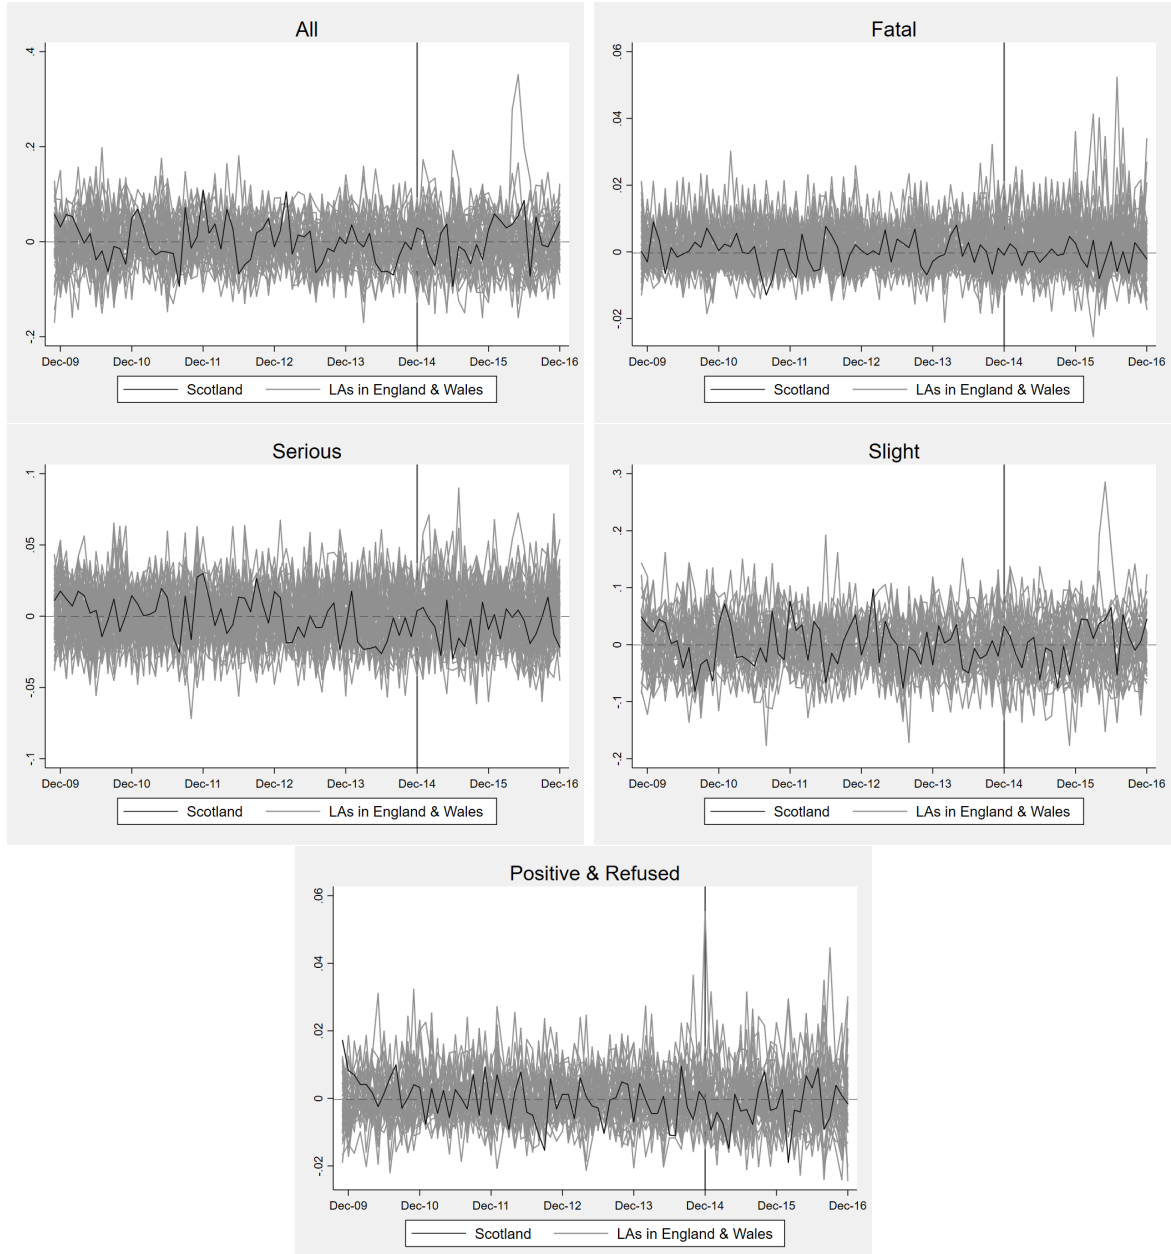 All
.4
.2
0
-.2
Dec-09 Dec-10 Dec-11 Dec-12 Dec-13 Dec-14 Dec-15 Dec-16
Scotland LAs in England & Wales
Fatal
.06
.04
.02
0
-.02
Dec-09 Dec-10 Dec-11 Dec-12 Dec-13 Dec-14 Dec-15 Dec-16
Scotland LAs in England & Wales
Serious
.1
.05
0
-.05
-.1
Dec-09 Dec-10 Dec-11 Dec-12 Dec-13 Dec-14 Dec-15 Dec-16
Scotland LAs in England & Wales
Slight
.3
.2
.1
0
-.1
-.2
Dec-09 Dec-10 Dec-11 Dec-12 Dec-13 Dec-14 Dec-15 Dec-16
Scotland LAs in England & Wales
Positive & Refused
.06
.04
.02
0
-.02
Dec-09 Dec-10 Dec-11 Dec-12 Dec-13 Dec-14 Dec-15 Dec-16
Scotland LAs in England & Wales